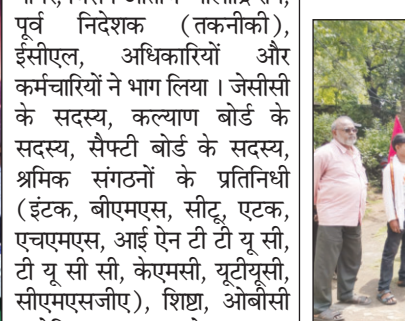 पूर्व निदेशक (तकनीकी),
ईसीएल, अधिकारियों और
कर्मचारियों ने भाग लिया । जेसीसी
के सदस्य, कल्याण बोर्ड के
सदस्य, सैफ्टी बोर्ड के सदस्य,
श्रमिक संगठनों के प्रतिनिधी
(इंटक, बीएमएस, सीटू, एटक,
एचएमएस, आई ऐन टी टी यू सी,
टी यू सी सी, केएमसी, यूटीयूसी,
सीएमएसजीए), शिष्टा, ओबीसी